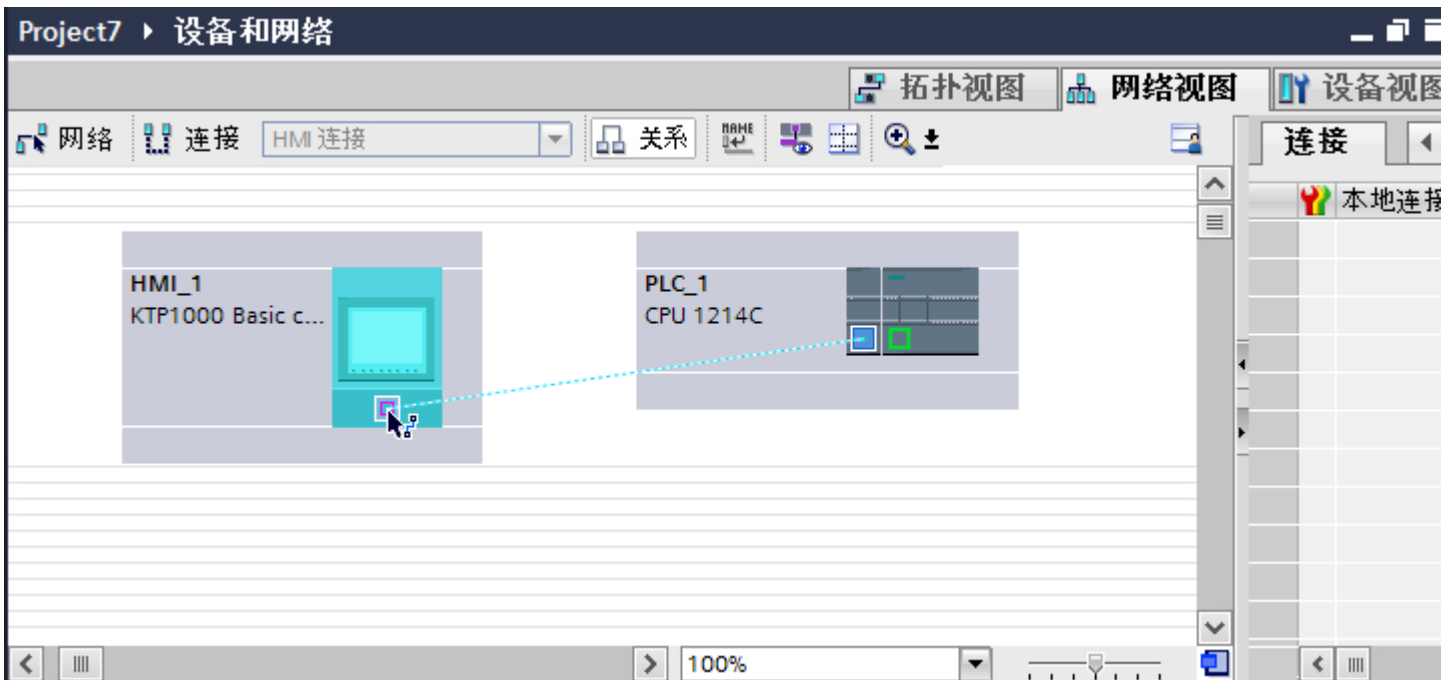 Project7 ▸ 设备和网络
拓扑视图 网络视图 设备视图
网络 连接 HMI 连接 关系 NAME 连接
本地连接
HMI_1
KTP1000 Basic c...
PLC_1
CPU 1214C
100%